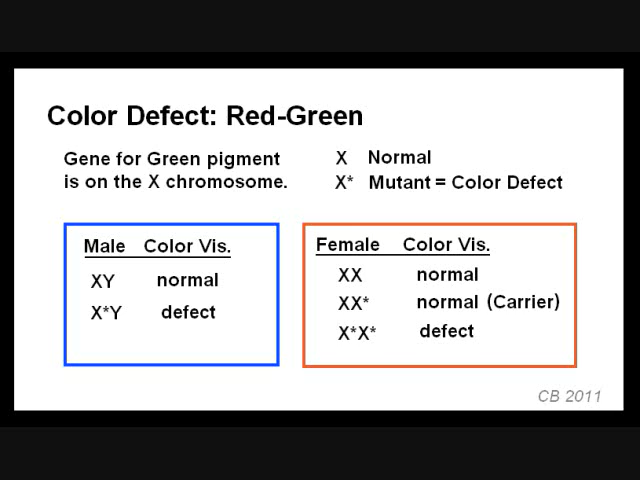 Color Defect: Red-Green
Gene for Green pigment
is on the X chromosome.
X Normal
X* Mutant = Color Defect
Male Color Vis.
XY normal
X*Y defect
Female Color Vis.
XX normal
XX* normal (Carrier)
X*X* defect
CB 2011